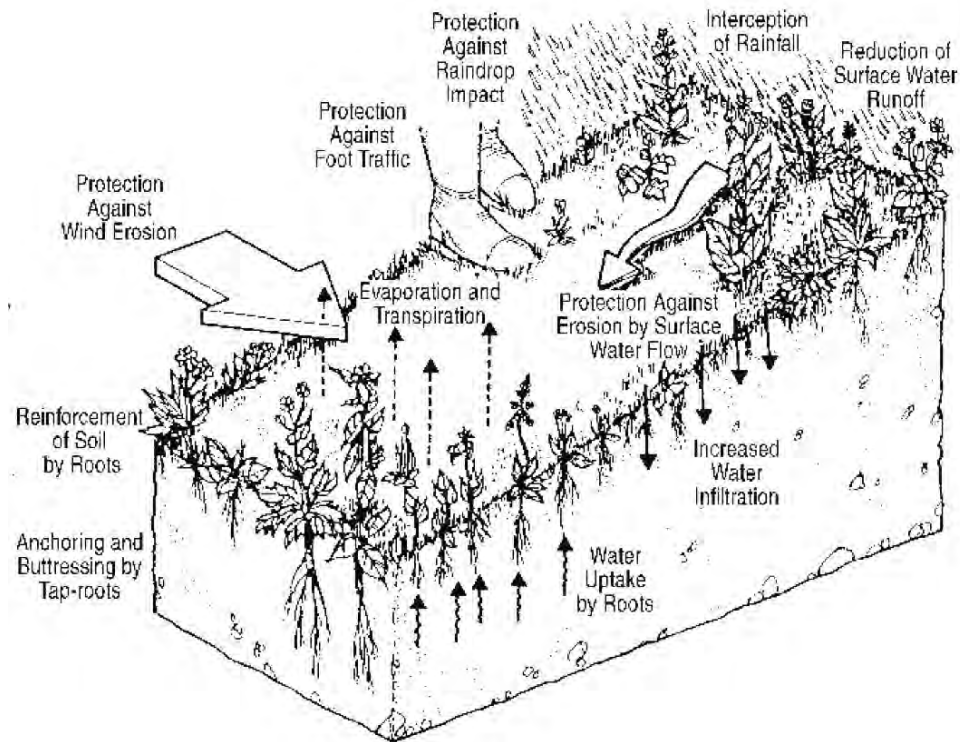 Protection
Against
Raindrop
Impact
Interception
of Rainfall
Reduction of
Surface Water
Runoff
Protection
Against
Foot Traffic
Protection
Against
Wind Erosion
Evaporation and
Transpiration
Protection Against
Erosion by Surface
Water Flow
Reinforcement
of Soil
by Roots
Increased
Water
Infiltration
Anchoring and
Buttressing by
Tap-roots
Water
Uptake
by Roots